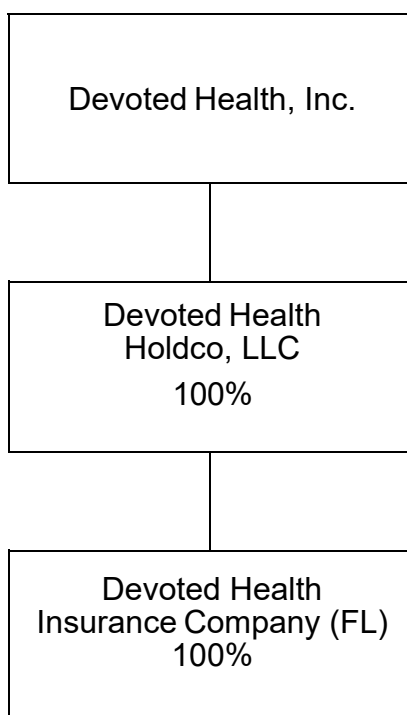 Devoted Health, Inc.
Devoted Health
Holdco, LLC
100%
Devoted Health
Insurance Company (FL)
100%